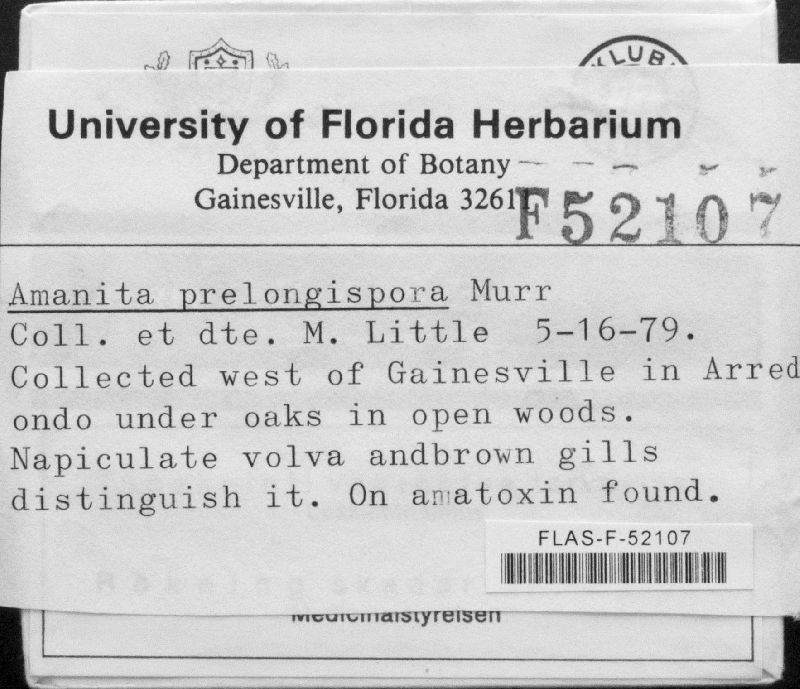 KLUB
University of Florida Herbarium
Department of Botany
Gainesville, Florida 32611
F52107
Amanita prelongispora Murr
Coll. et dte. M. Little 5-16-79.
Collected west of Gainesville in Arred
ondo under oaks in open woods.
Napiculate volva andbrown gills
distinguish it. On amatoxin found.
FLAS-F-52107
Medicinalstyrelsen